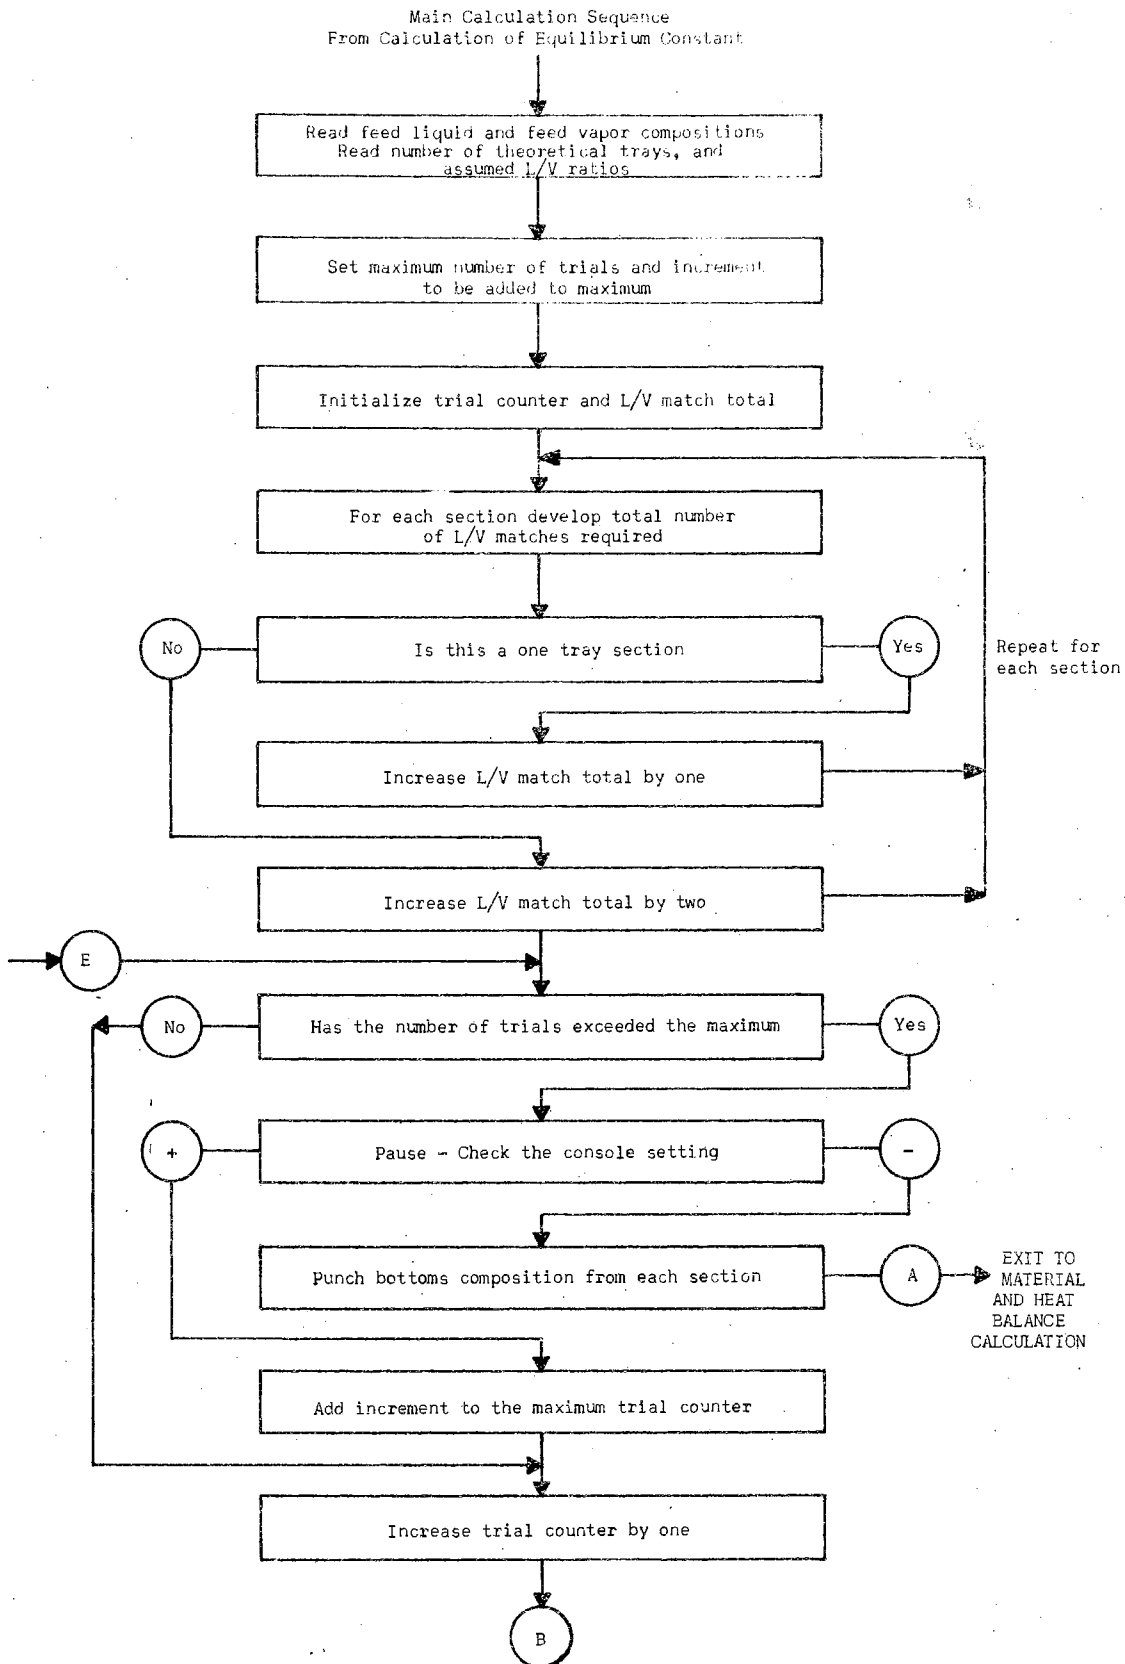 Main Calculation Sequence
From Calculation of Equilibrium Constant
Read feed liquid and feed vapor compositions
Read number of theoretical trays, and
assumed L/V ratios
Set maximum number of trials and increment
to be added to maximum
Initialize trial counter and L/V match total
For each section develop total number
of L/V matches required
No
Is this a one tray section
Yes
Repeat for
each section
Increase L/V match total by one
Increase L/V match total by two
E
No
Has the number of trials exceeded the maximum
Yes
+
Pause - Check the console setting
-
Punch bottoms composition from each section
A
EXIT TO
MATERIAL
AND HEAT
BALANCE
CALCULATION
Add increment to the maximum trial counter
Increase trial counter by one
B